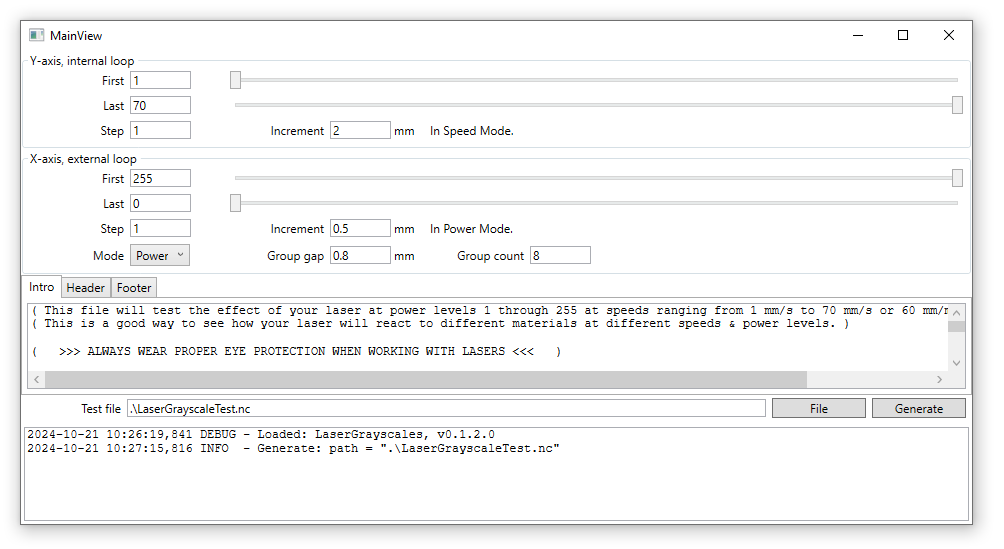 MainView
Y-axis, internal loop
First 1
Last 70
Step 1 Increment 2 mm In Speed Mode.
X-axis, external loop
First 255
Last 0
Step 1 Increment 0.5 mm In Power Mode.
Mode Power Group gap 0.8 mm Group count 8
Intro Header Footer
( This file will test the effect of your laser at power levels 1 through 255 at speeds ranging from 1 mm/s to 70 mm/s or 60 mm/m
( This is a good way to see how your laser will react to different materials at different speeds & power levels. )
( >>> ALWAYS WEAR PROPER EYE PROTECTION WHEN WORKING WITH LASERS <<< )
Test file .\LaserGrayscaleTest.nc File Generate
2024-10-21 10:26:19,841 DEBUG - Loaded: LaserGrayscales, v0.1.2.0
2024-10-21 10:27:15,816 INFO - Generate: path = ".\LaserGrayscaleTest.nc"